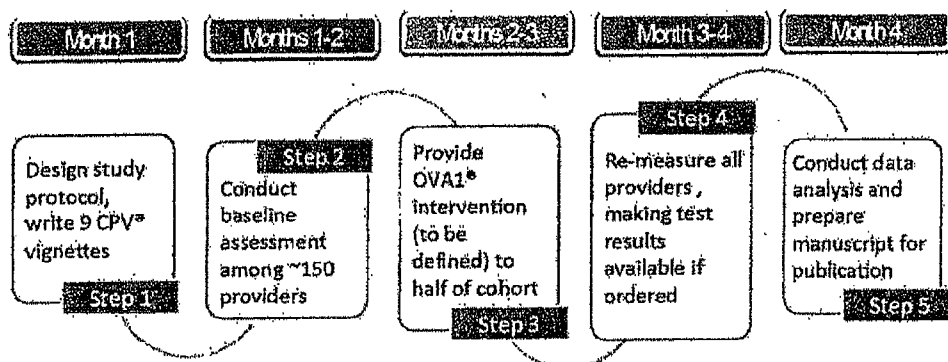 Month 1
Months 1-2
Months 2-3
Month 3-4
Month 4
Design study
protocol,
write 9 CPV®
vignettes
Step 1
Step 2
Conduct
baseline
assessment
among ~150
providers
Provide
OVA1®
intervention
(to be
defined) to
half of cohort
Step 3
Step 4
Re-measure all
providers ,
making test
results
available if
ordered
Conduct data
analysis and
prepare
manuscript for
publication
Step 5